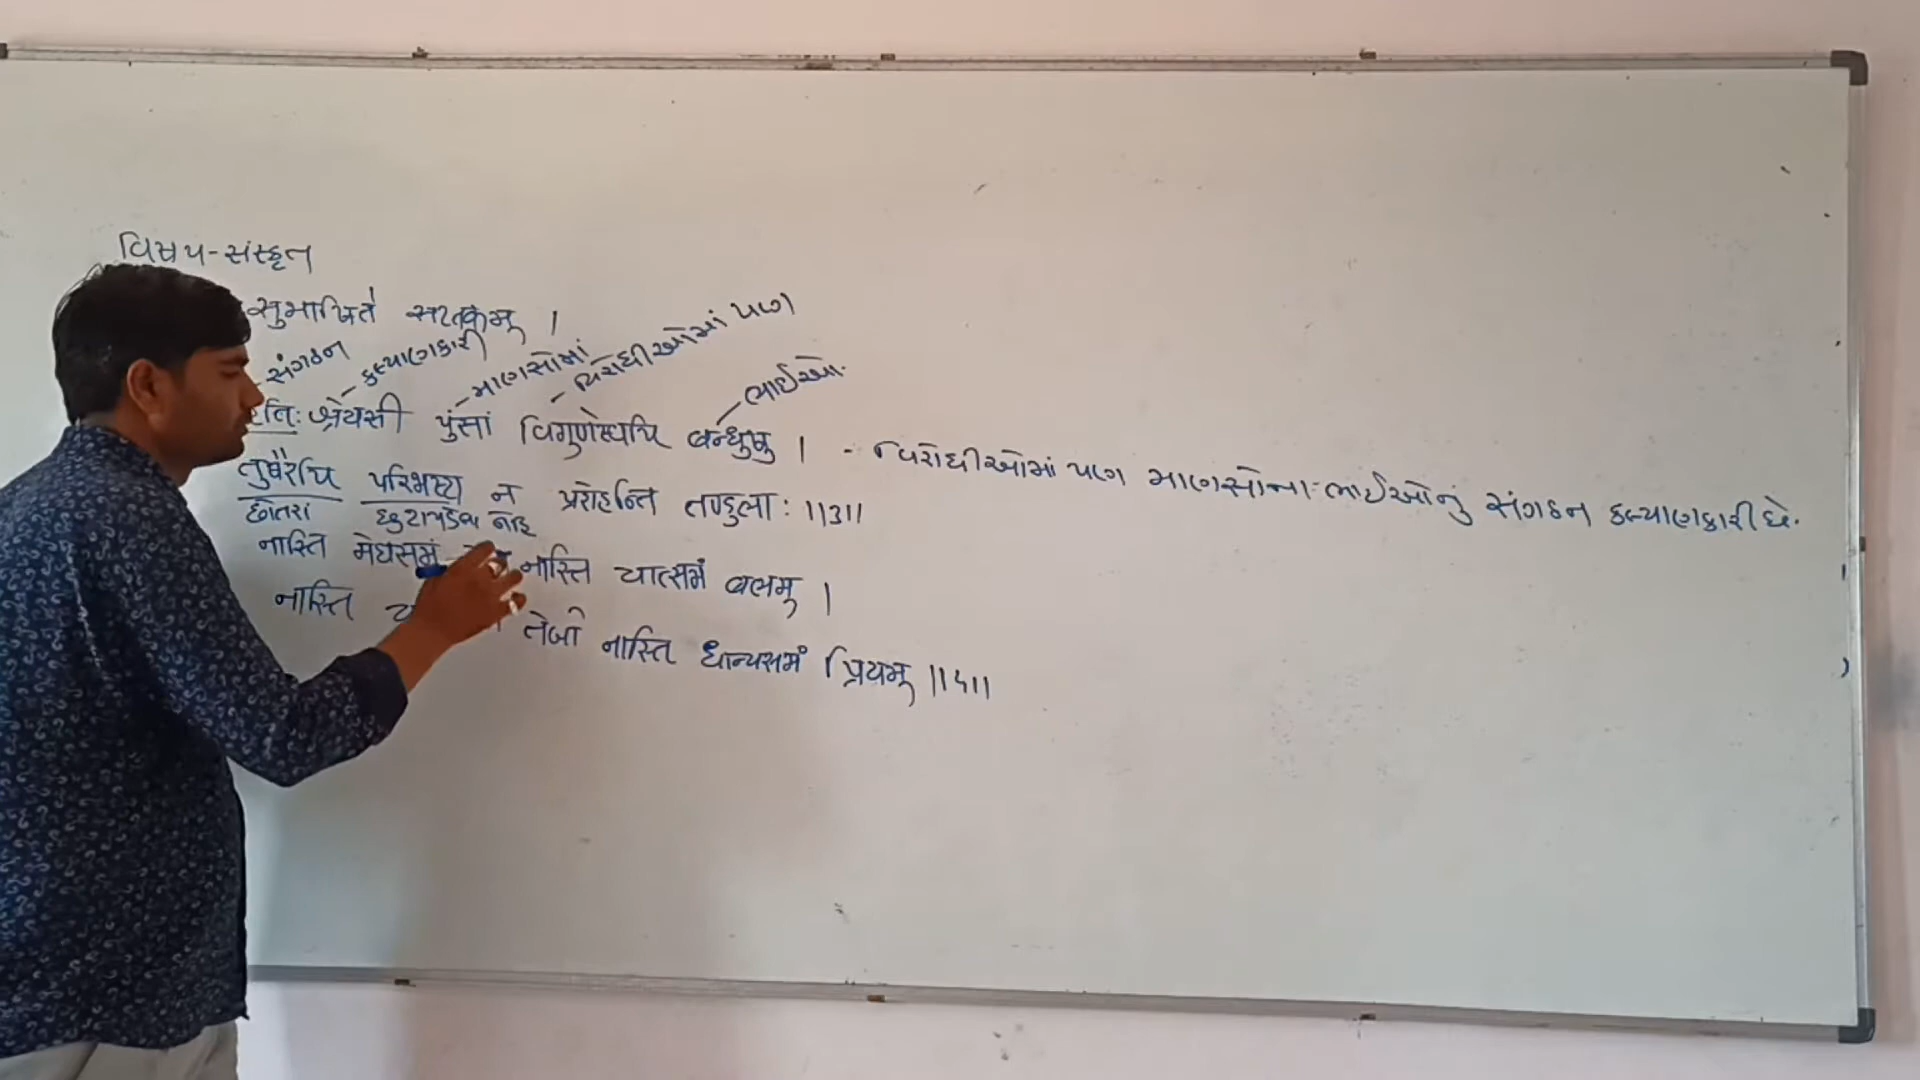 વિષય-સંસ્કૃત
सुभाषित सप्तकम् ।
સંગઠન કલ્યાણકારી માણસોમાં વિરોધીઓમાં પણ ભાઈઓ.
हतिः श्रेयसी पुंसां विगुणेष्वपि बन्धुषु । - વિરોધીઓમાં પણ માણસોના ભાઈઓનું સંગઠન કલ્યાણકારી છે.
तुषैरपि परिभ्रष्टा न प्ररोहन्ति तण्डुलाः ॥३॥
છોતરા છુટાપડેલા નહિ
नास्ति मेघसमं नास्ति चात्मसमं बलम् ।
नास्ति तेजो नास्ति धान्यसमं प्रियम् ॥५॥